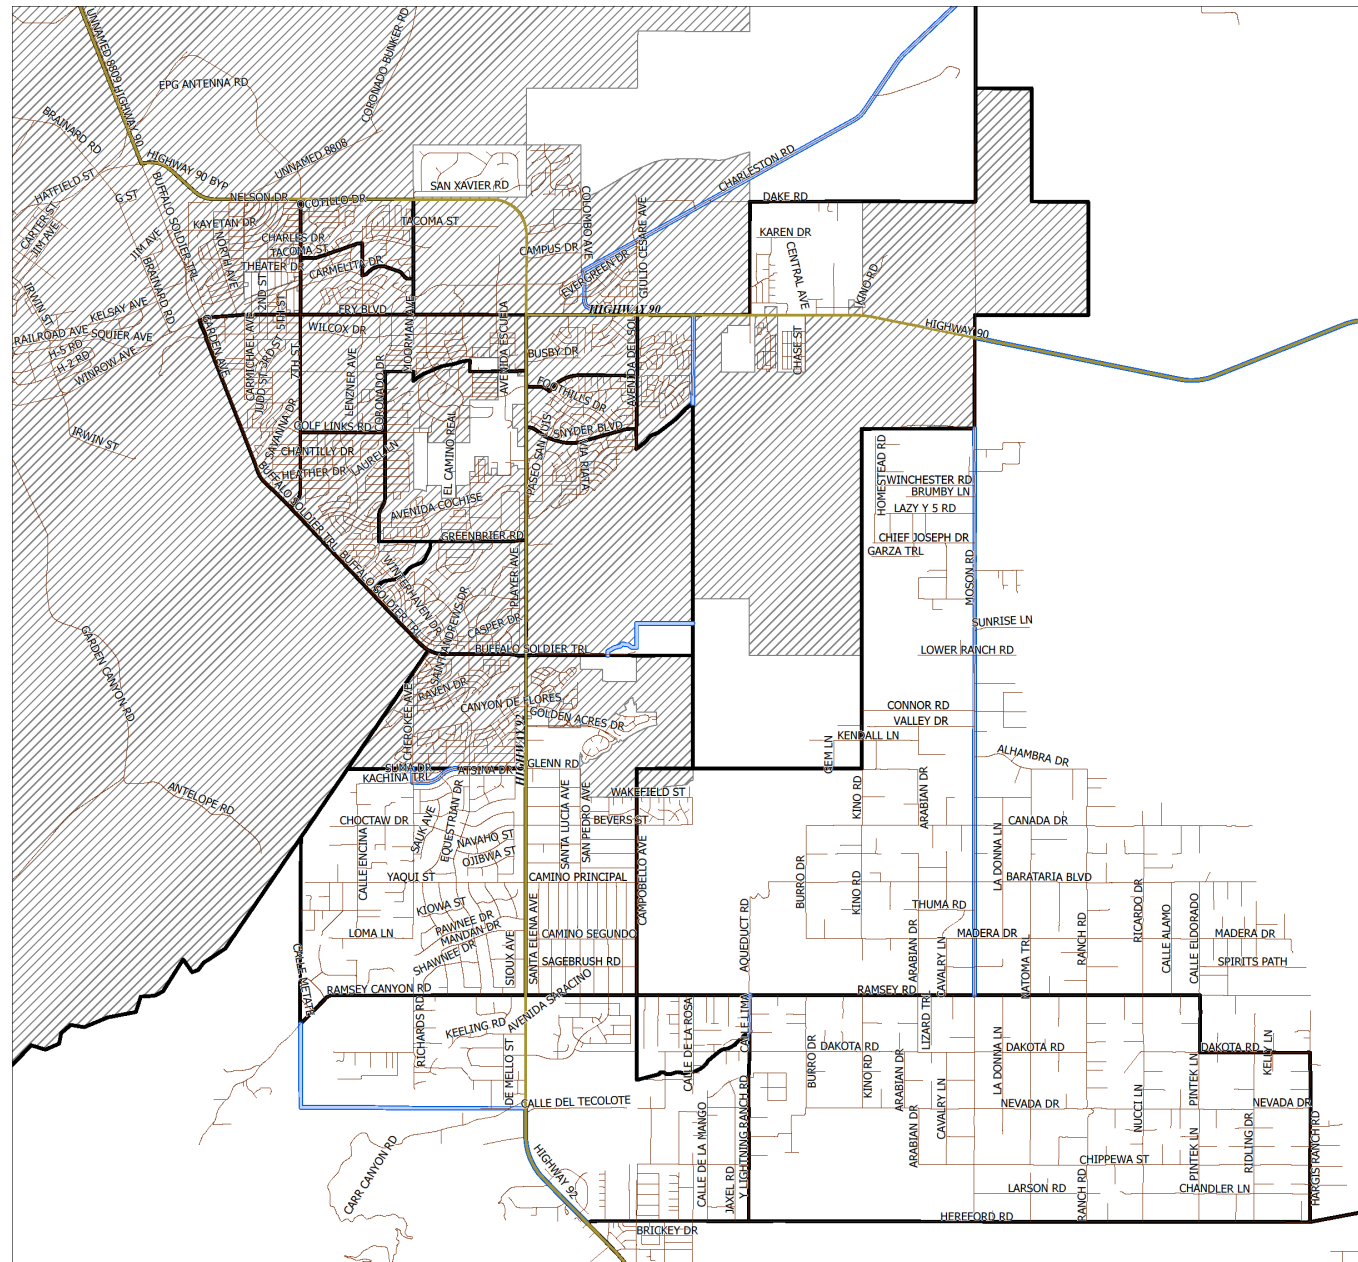 UNNAMED 8809 HIGHWAY 90
EPG ANTENNA RD
CORONADO BUNKER RD
BRAINARD RD
HIGHWAY 90 BYP
UNNAMED 8808
CHARLESTON RD
HATFIELD ST
G ST
BUFFALO SOLDIER TRL
NELSON DR
COTILLO DR
SAN XAVIER RD
COLOMBO AVE
GIULIO CESARE AVE
DAKE RD
CARTER ST
JIM AVE
JIM AVE
KAYETAN DR
NORTH AVE
CHARLES DR
TACOMA ST
TACOMA ST
CAMPUS DR
KAREN DR
CENTRAL AVE
THEATER DR
CARMELITA DR
EVERGREEN DR
KINO RD
IRWIN ST
BRAINARD RD
2ND ST
5TH ST
KELSAY AVE
FRY BLVD
MOORMAN AVE
AVENIDA ESCUELA
HIGHWAY 90
HIGHWAY 90
RAILROAD AVE
SQUIER AVE
GARDEN AVE
WILCOX DR
AVENIDA DEL SOL
CHASE ST
H-5 RD
H-2 RD
WINROW AVE
CARMICHAEL AVE
JUDD ST
3RD ST
7TH ST
LENZNER AVE
CORONADO DR
BUSBY DR
FOOTHILLS DR
IRWIN ST
SAVANNA DR
GOLF LINKS RD
EL CAMINO REAL
PASEO SAN LUIS
SNYDER BLVD
VIA RIATA
CHANTILLY DR
HEATHER DR
LAUREL LN
HOMESTEAD RD
WINCHESTER RD
BRUMBY LN
LAZY Y 5 RD
BUFFALO SOLDIER TRL
AVENIDA COCHISE
GREENBRIER RD
CHIEF JOSEPH DR
GARZA TRL
MOSON RD
BUFFALO SOLDIER TRL
WINTERHAVEN DR
PLAYER AVE
SAINT ANDREWS DR
CASPER DR
SUNRISE LN
GARDEN CANYON RD
BUFFALO SOLDIER TRL
LOWER RANCH RD
RAVEN DR
CHEROKEE AVE
CANYON DE FLORES
GOLDEN ACRES DR
CONNOR RD
VALLEY DR
HIGHWAY 92
KENDALL LN
GEM LN
ALHAMBRA DR
SUMA DR
KACHINA TRL
ATSINA DR
GLENN RD
ANTELOPE RD
WAKEFIELD ST
KINO RD
ARABIAN DR
CHOCTAW DR
SAUK AVE
EQUESTRIAN DR
SANTA LUCIA AVE
SAN PEDRO AVE
BEVERS ST
CANADA DR
NAVAHO ST
OJIBWA ST
CALLE ENCINA
CAMPOBELLO AVE
LA DONNA LN
YAQUI ST
CAMINO PRINCIPAL
BURRO DR
KINO RD
BARATARIA BLVD
RICARDO DR
KIOWA ST
THUMA RD
PAWNEE DR
MANDAN DR
LOMA LN
SHAWNEE DR
SIOUX AVE
SANTA ELENA AVE
CAMINO SEGUNDO
AQUEDUCT RD
MADERA DR
RANCH RD
CALLE ALAMO
CALLE ELDORADO
MADERA DR
SAGEBRUSH RD
ARABIAN DR
CAVALRY LN
NATOMA TRL
SPIRITS PATH
CALLE METATE
RAMSEY CANYON RD
AVENIDA SARACINO
RAMSEY RD
RICHARDS RD
KEELING RD
CALLE DE LA ROSA
CALLE LIMA
LIZARD TRL
DE MELLO ST
DAKOTA RD
DAKOTA RD
DAKOTA RD
KELLY LN
BURRO DR
KINO RD
ARABIAN DR
LA DONNA LN
PINTEK LN
CALLE DEL TECOLOTE
NEVADA DR
NEVADA DR
CALLE DE LA MANGO
Y LIGHTNING RANCH RD
CAVALRY LN
NUCCI LN
HARGIS RANCH RD
CARR CANYON RD
HIGHWAY 92
ARABIAN DR
CHIPPEWA ST
PINTEK LN
RIDLING DR
JAXEL RD
LARSON RD
RANCH RD
CHANDLER LN
BRICKEY DR
HEREFORD RD